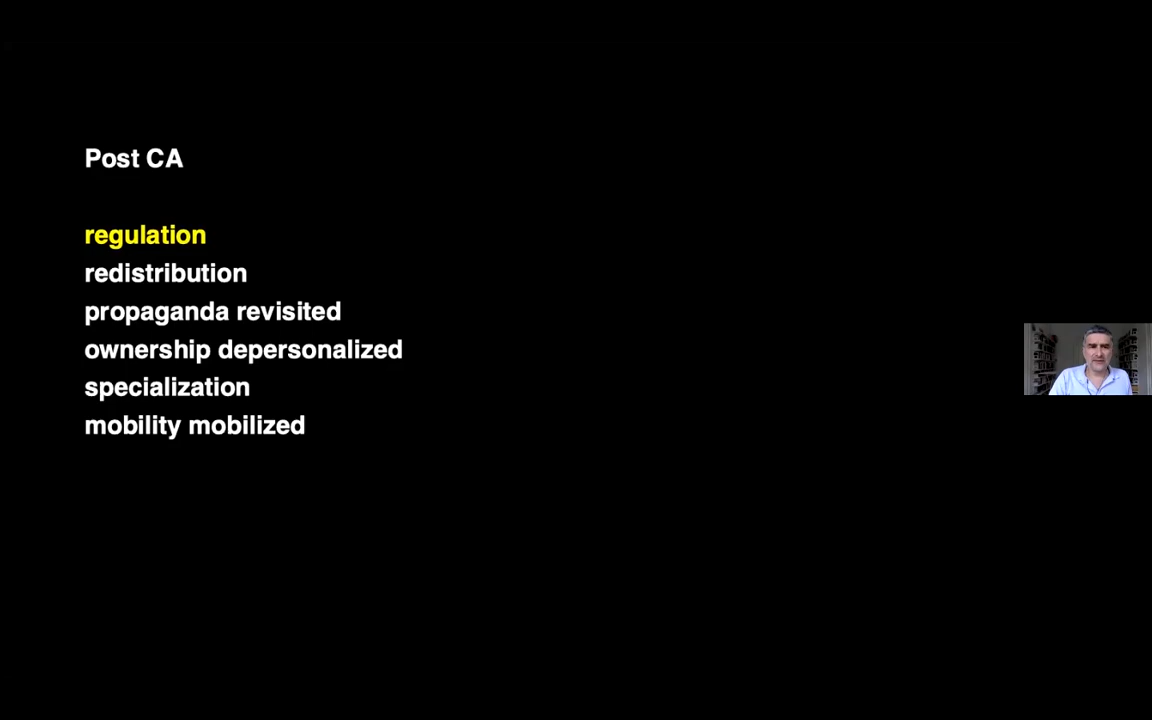 Post CA
regulation
redistribution
propaganda revisited
ownership depersonalized
specialization
mobility mobilized